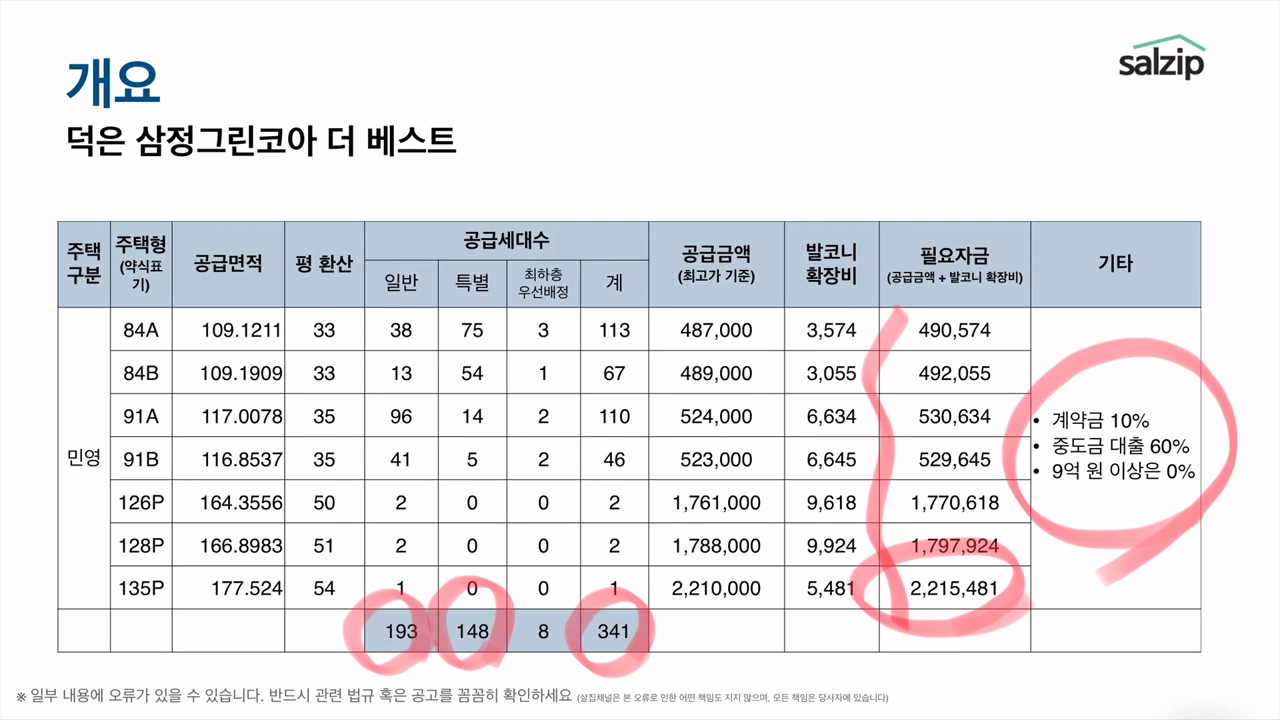 salzip
개요
덕은 삼정그린코아 더 베스트
주택 구분 주택형 (약식표기) 공급면적 평 환산 공급세대수 공급금액 (최고가 기준) 발코니 확장비 필요자금 (공급금액 + 발코니 확장비) 기타
일반 특별 최하층 우선배정 계
민영
84A 109.1211 33 38 75 3 113 487,000 3,574 490,574
84B 109.1909 33 13 54 1 67 489,000 3,055 492,055
91A 117.0078 35 96 14 2 110 524,000 6,634 530,634
91B 116.8537 35 41 5 2 46 523,000 6,645 529,645
126P 164.3556 50 2 0 0 2 1,761,000 9,618 1,770,618
128P 166.8983 51 2 0 0 2 1,788,000 9,924 1,797,924
135P 177.524 54 1 0 0 1 2,210,000 5,481 2,215,481
193 148 8 341
• 계약금 10%
• 중도금 대출 60%
• 9억 원 이상은 0%
※ 일부 내용에 오류가 있을 수 있습니다. 반드시 관련 법규 혹은 공고를 꼼꼼히 확인하세요 (살집채널은 본 오류로 인한 어떤 책임도 지지 않으며, 모든 책임은 당사자에 있습니다)